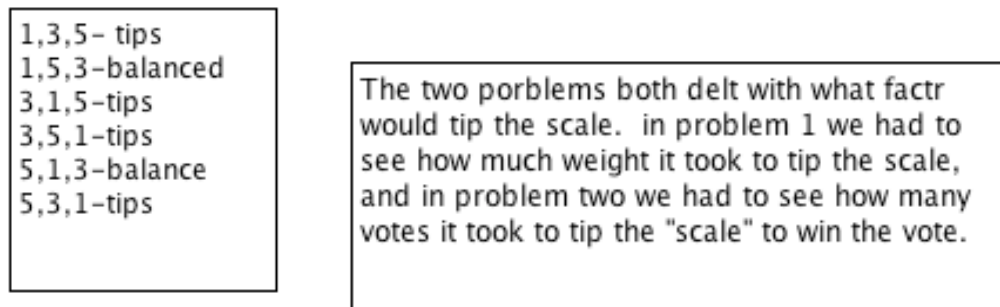 1,3,5- tips
1,5,3-balanced
3,1,5-tips
3,5,1-tips
5,1,3-balance
5,3,1-tips
The two porblems both delt with what factr
would tip the scale.  in problem 1 we had to
see how much weight it took to tip the scale,
and in problem two we had to see how many
votes it took to tip the "scale" to win the vote.